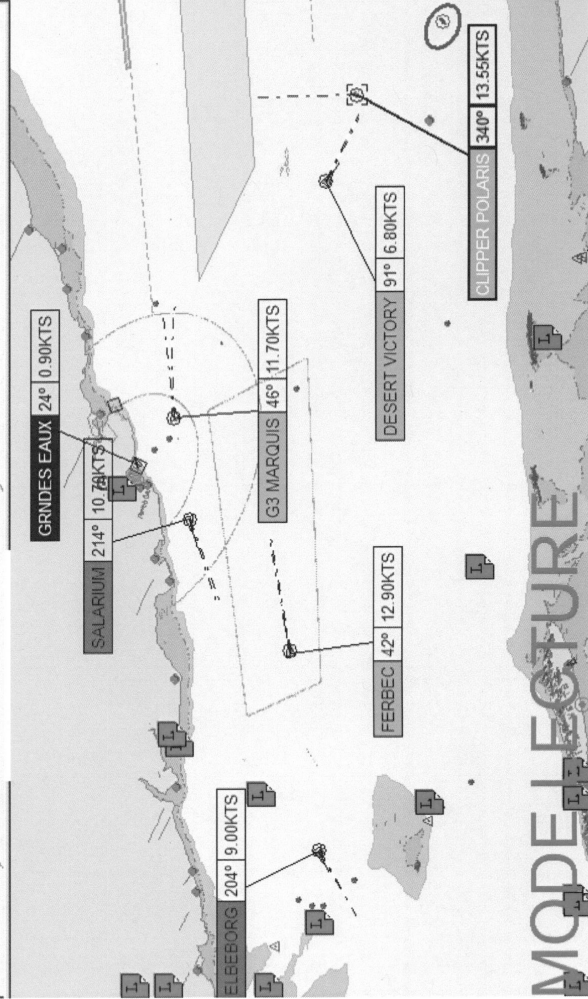 GRNDES EAUX 24° 0.90KTS
SALARIUM 214° 10.70KTS
L
L
L
L
L
ELBEBORG 204° 9.00KTS
L
L
G3 MARQUIS 46° 11.70KTS
L
FERBEC 42° 12.90KTS
DESERT VICTORY 91° 6.80KTS
L
L
CLIPPER POLARIS 340° 13.55KTS
L
MODE LECTURE
L
L
L
L